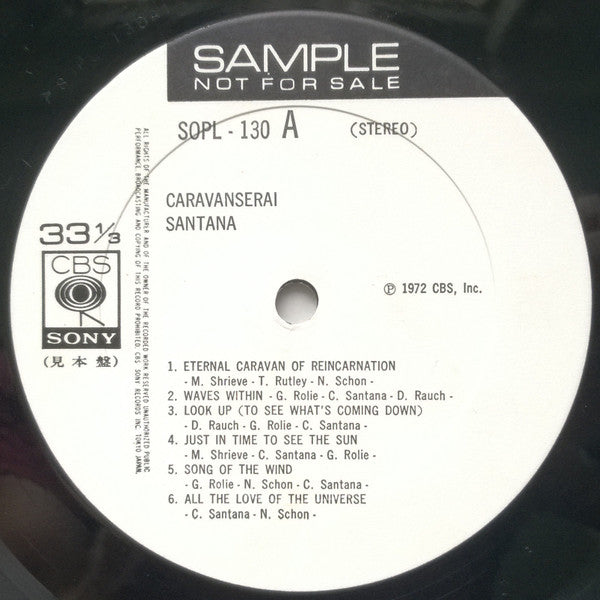 SAMPLE
NOT FOR SALE
SOPL - 130 A (STEREO)
CARAVANSERAI
SANTANA
33 1/3
CBS
SONY
(見本盤)
℗ 1972 CBS, Inc.
ALL RIGHTS OF THE MANUFACTURER AND OF THE OWNER OF THE RECORDED WORK RESERVED UNAUTHORIZED PUBLIC
PERFORMANCE, BROADCASTING AND COPYING OF THIS RECORD PROHIBITED. CBS SONY RECORDS INC. TOKYO JAPAN.
1. ETERNAL CARAVAN OF REINCARNATION
- M. Shrieve - T. Rutley - N. Schon -
2. WAVES WITHIN - G. Rolie - C. Santana - D. Rauch -
3. LOOK UP (TO SEE WHAT'S COMING DOWN)
- D. Rauch - G. Rolie - C. Santana -
4. JUST IN TIME TO SEE THE SUN
- M. Shrieve - C. Santana - G. Rolie -
5. SONG OF THE WIND
- G. Rolie - N. Schon - C. Santana -
6. ALL THE LOVE OF THE UNIVERSE
- C. Santana - N. Schon -